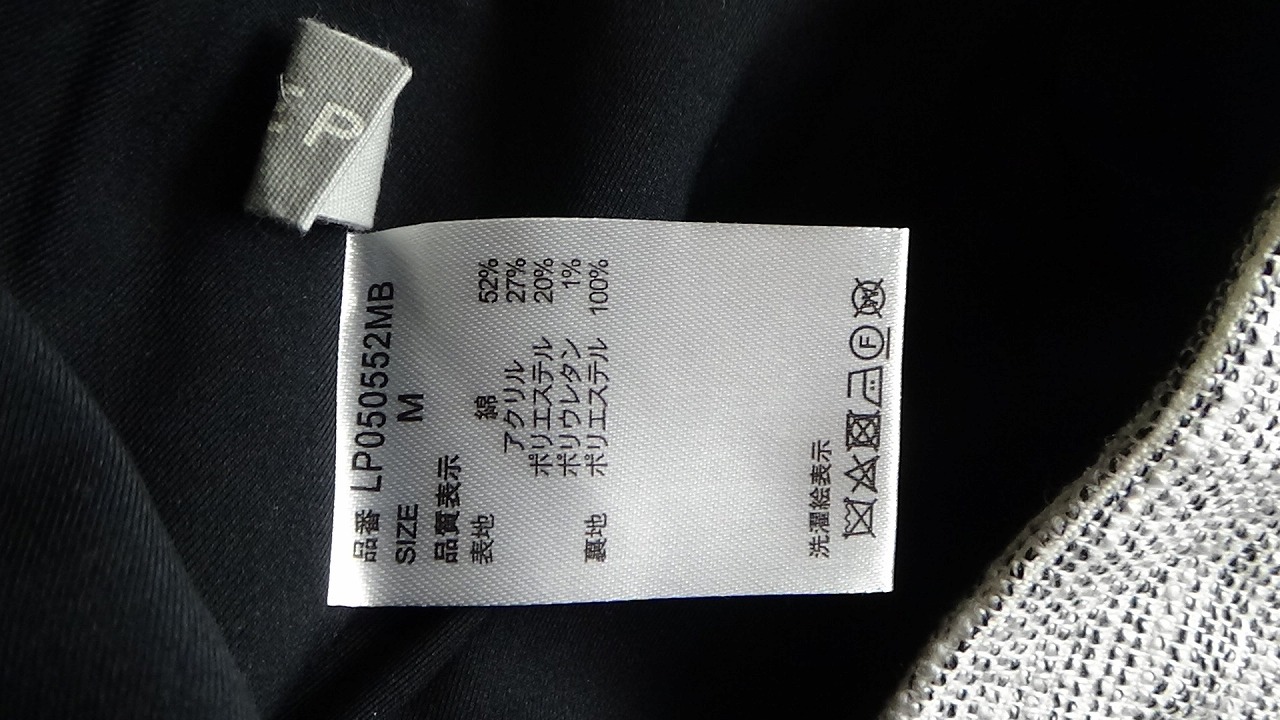 P
品番 LP050552MB
SIZE M
品質表示
表地 綿 52%
アクリル 27%
ポリエステル 20%
ポリウレタン 1%
裏地 ポリエステル 100%
洗濯絵表示
F W